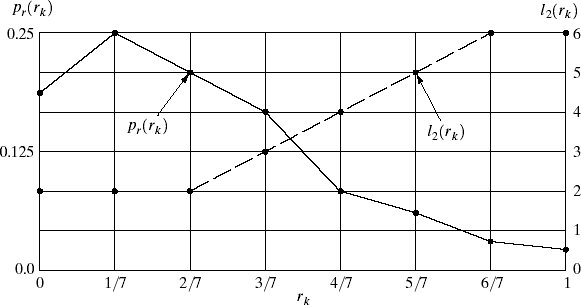 p_r(r_k) l_2(r_k)
0.25 6
5
4
p_r(r_k) l_2(r_k)
0.125 3
2
1
0.0 0
0 1/7 2/7 3/7 4/7 5/7 6/7 1
r_k